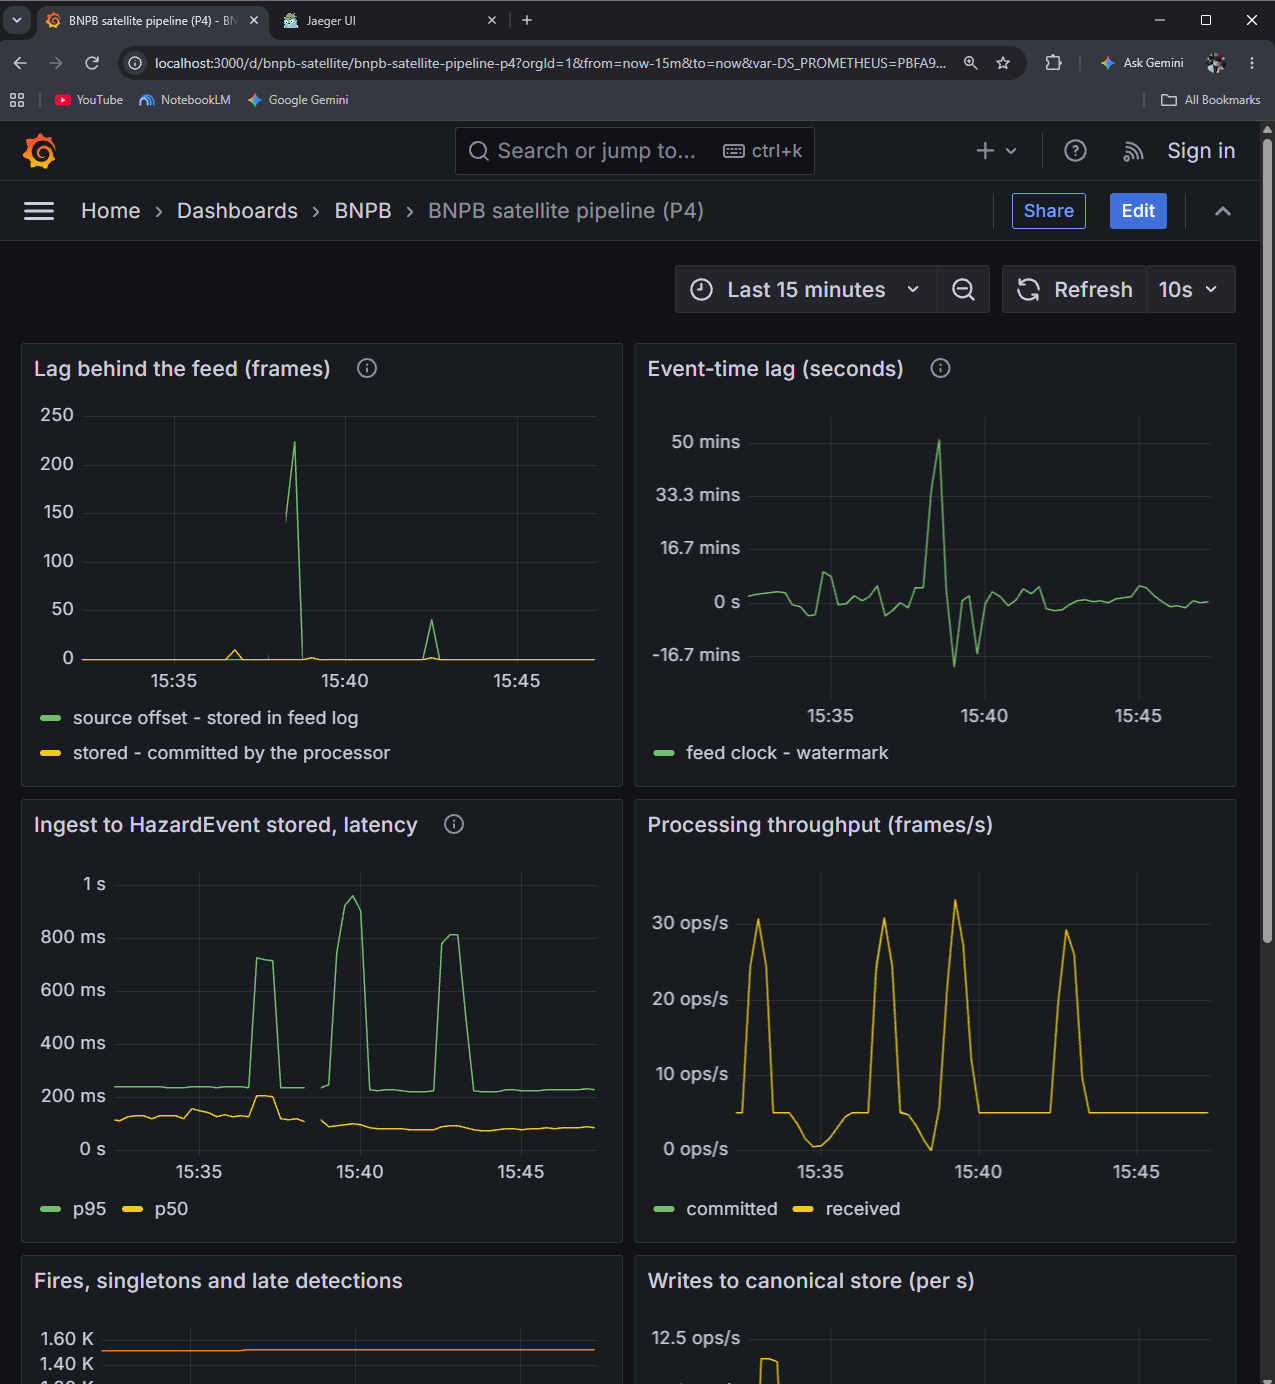 BNPB satellite pipeline (P4) - BN
Jaeger UI
localhost:3000/d/bnpb-satellite/bnpb-satellite-pipeline-p4?orgId=1&from=now-15m&to=now&var-DS_PROMETHEUS=PBFA9...
Ask Gemini
YouTube
NotebookLM
Google Gemini
All Bookmarks
Search or jump to...
ctrl+k
Sign in
Home › Dashboards › BNPB › BNPB satellite pipeline (P4)
Share
Edit
Last 15 minutes
Refresh
10s
Lag behind the feed (frames)
250
200
150
100
50
0
15:35
15:40
15:45
source offset - stored in feed log
stored - committed by the processor
Event-time lag (seconds)
50 mins
33.3 mins
16.7 mins
0 s
-16.7 mins
15:35
15:40
15:45
feed clock - watermark
Ingest to HazardEvent stored, latency
1 s
800 ms
600 ms
400 ms
200 ms
0 s
15:35
15:40
15:45
p95
p50
Processing throughput (frames/s)
30 ops/s
20 ops/s
10 ops/s
0 ops/s
15:35
15:40
15:45
committed
received
Fires, singletons and late detections
1.60 K
1.40 K
Writes to canonical store (per s)
12.5 ops/s